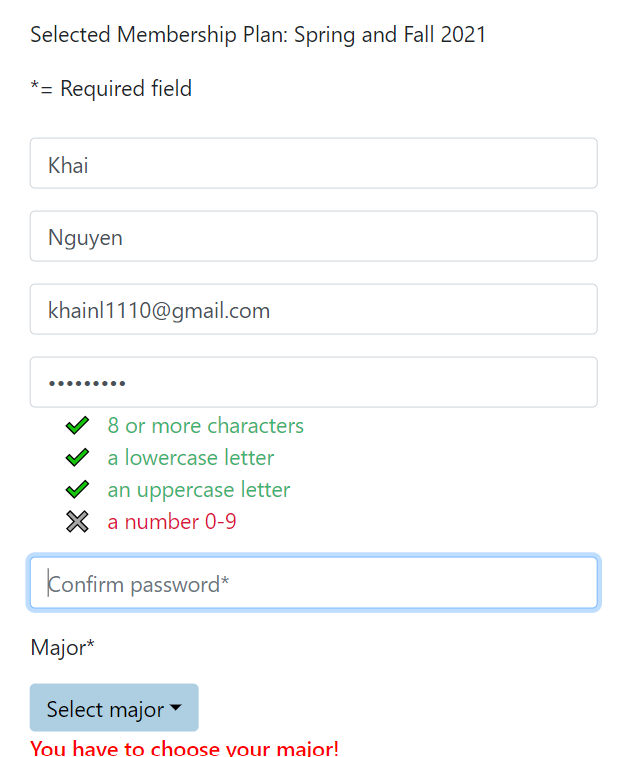 Selected Membership Plan: Spring and Fall 2021
*= Required field
Khai
Nguyen
khainl1110@gmail.com
•••••••••
8 or more characters
a lowercase letter
an uppercase letter
a number 0-9
Confirm password*
Major*
Select major
You have to choose your major!